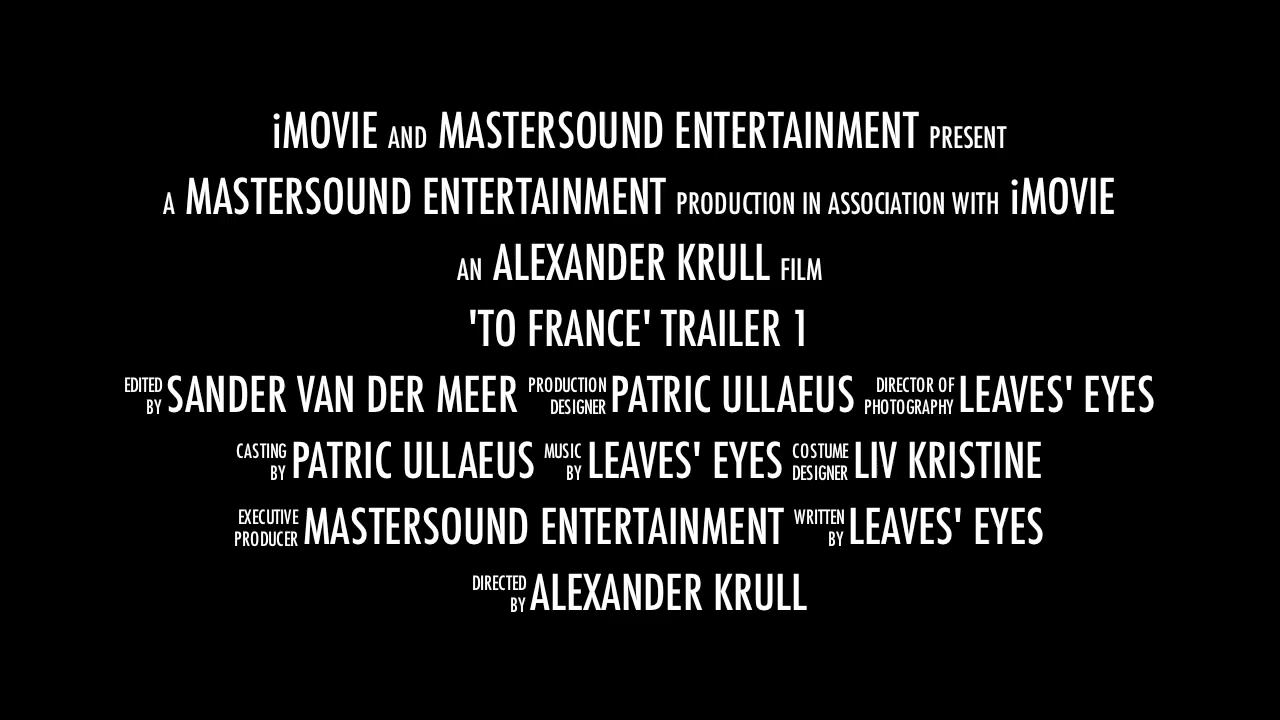 iMOVIE AND MASTERSOUND ENTERTAINMENT PRESENT
A MASTERSOUND ENTERTAINMENT PRODUCTION IN ASSOCIATION WITH iMOVIE
AN ALEXANDER KRULL FILM
'TO FRANCE' TRAILER 1
EDITED BY SANDER VAN DER MEER PRODUCTION DESIGNER PATRIC ULLAEUS DIRECTOR OF PHOTOGRAPHY LEAVES' EYES
CASTING BY PATRIC ULLAEUS MUSIC BY LEAVES' EYES COSTUME DESIGNER LIV KRISTINE
EXECUTIVE PRODUCER MASTERSOUND ENTERTAINMENT WRITTEN BY LEAVES' EYES
DIRECTED BY ALEXANDER KRULL